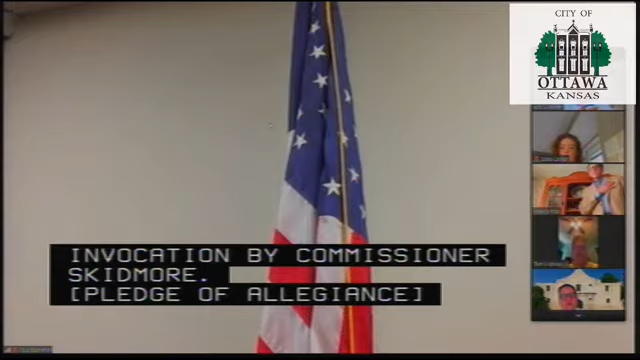 CITY OF
OTTAWA
KANSAS
INVOCATION BY COMMISSIONER
SKIDMORE.
[PLEDGE OF ALLEGIANCE]